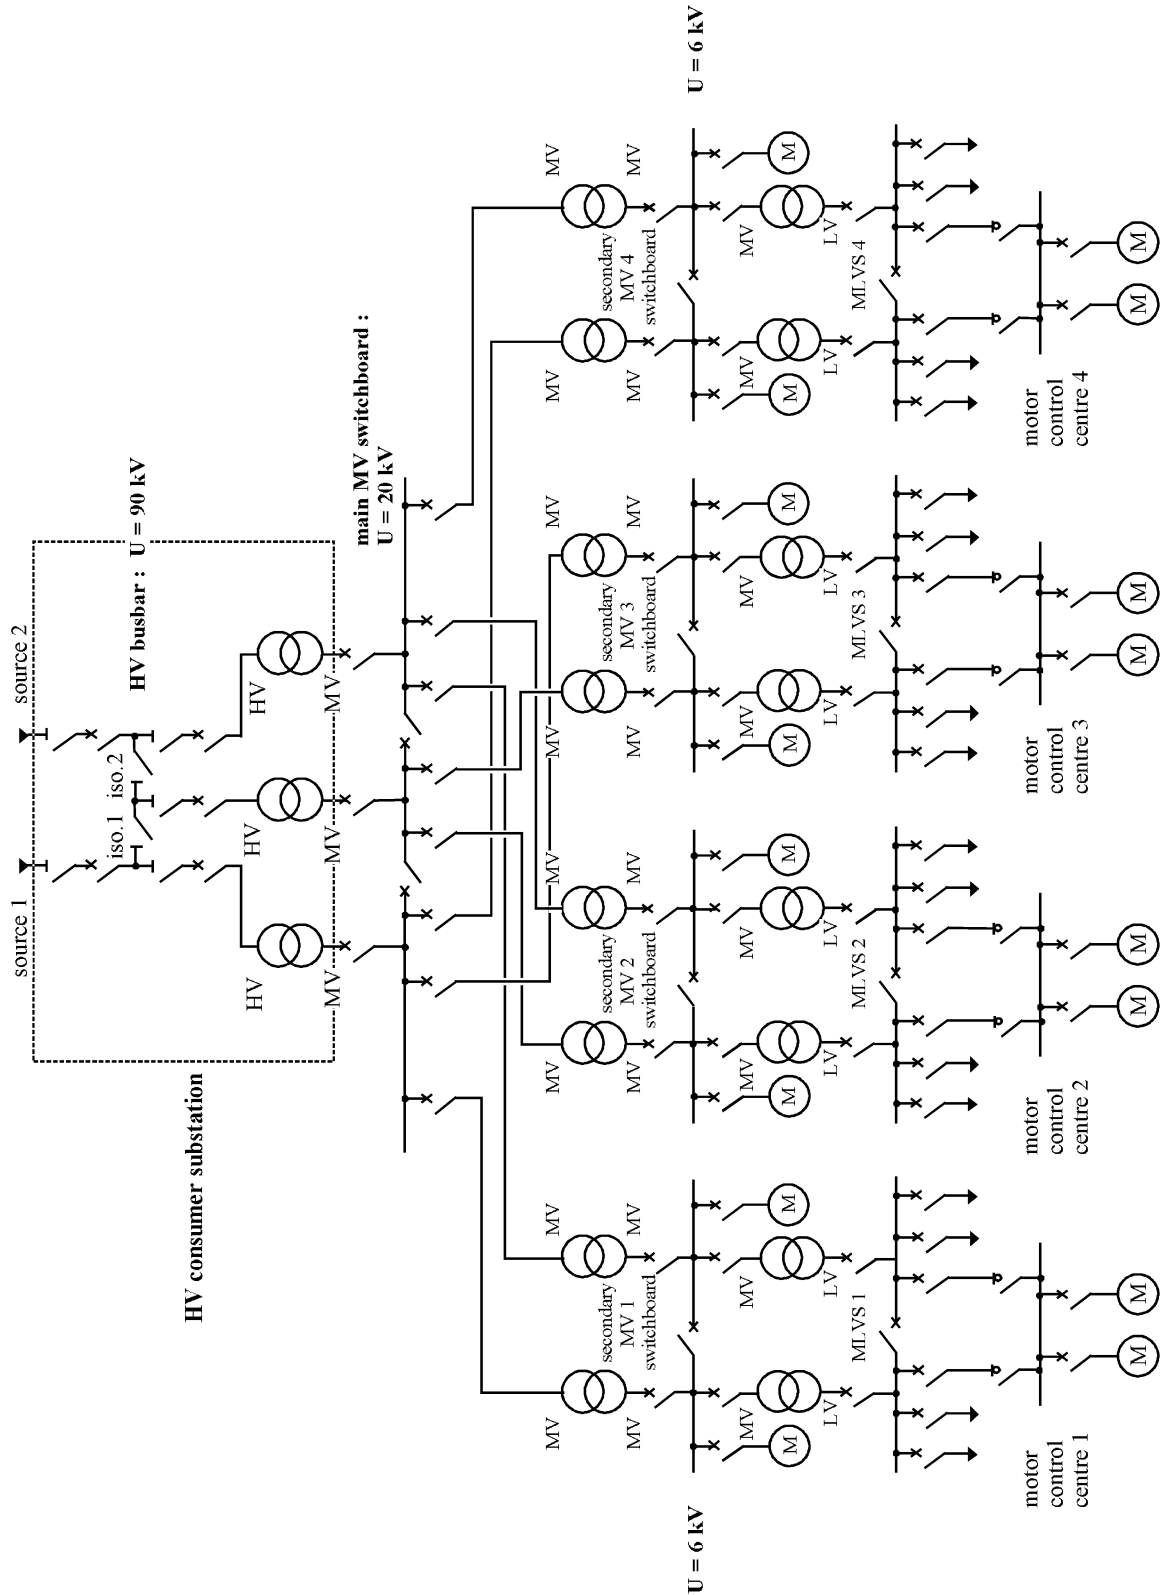 source 1
source 2
HV busbar : U = 90 kV
iso.1
iso.2
HV
HV
HV
MV
MV
MV
HV consumer substation
main MV switchboard :
U = 20 kV
MV
MV
MV
MV
MV
MV
MV
MV
secondary
MV 1
switchboard
secondary
MV 2
switchboard
secondary
MV 3
switchboard
secondary
MV 4
switchboard
MV
MV
MV
MV
MV
MV
MV
MV
U = 6 kV
U = 6 kV
M
M
M
M
M
M
M
M
MV
MV
MV
MV
MV
MV
MV
MV
LV
LV
LV
LV
LV
LV
LV
LV
MLVS 1
MLVS 2
MLVS 3
MLVS 4
motor
control
centre 1
motor
control
centre 2
motor
control
centre 3
motor
control
centre 4
M
M
M
M
M
M
M
M